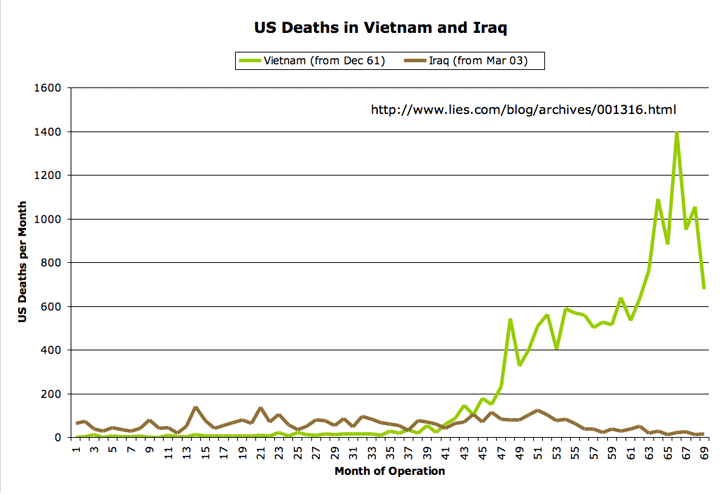 US Deaths in Vietnam and Iraq
Vietnam (from Dec 61) Iraq (from Mar 03)
http://www.lies.com/blog/archives/001316.html
US Deaths per Month
1600
1400
1200
1000
800
600
400
200
0
1 3 5 7 9 11 13 15 17 19 21 23 25 27 29 31 33 35 37 39 41 43 45 47 49 51 53 55 57 59 61 63 65 67 69
Month of Operation